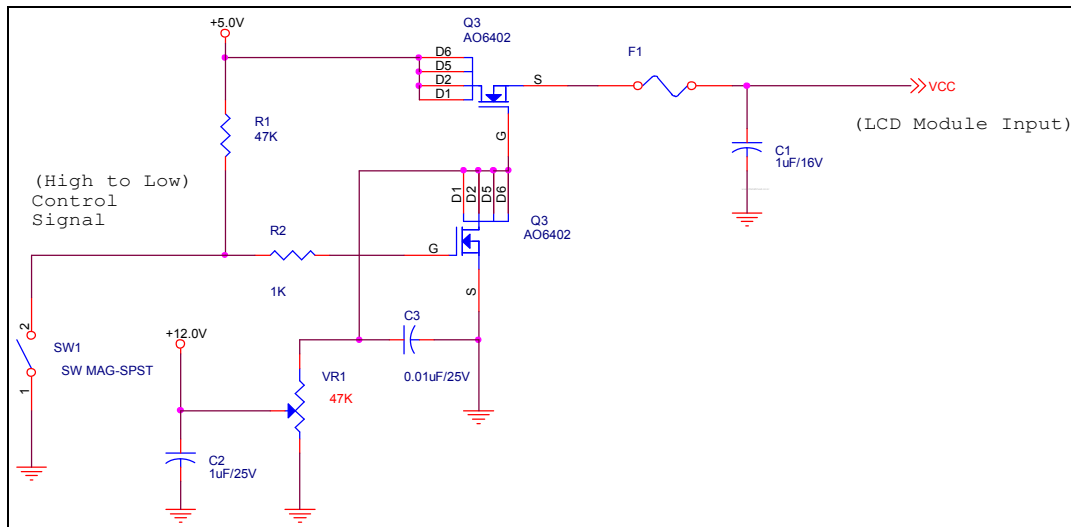 +5.0V
Q3
AO6402
D6
D5
D2
D1
S
G
F1
VCC
(LCD Module Input)
R1
47K
C1
1uF/16V
(High to Low)
Control
Signal
D1
D2
D5
D6
Q3
AO6402
R2
1K
G
S
2
SW1
SW MAG-SPST
1
+12.0V
C3
0.01uF/25V
VR1
47K
C2
1uF/25V